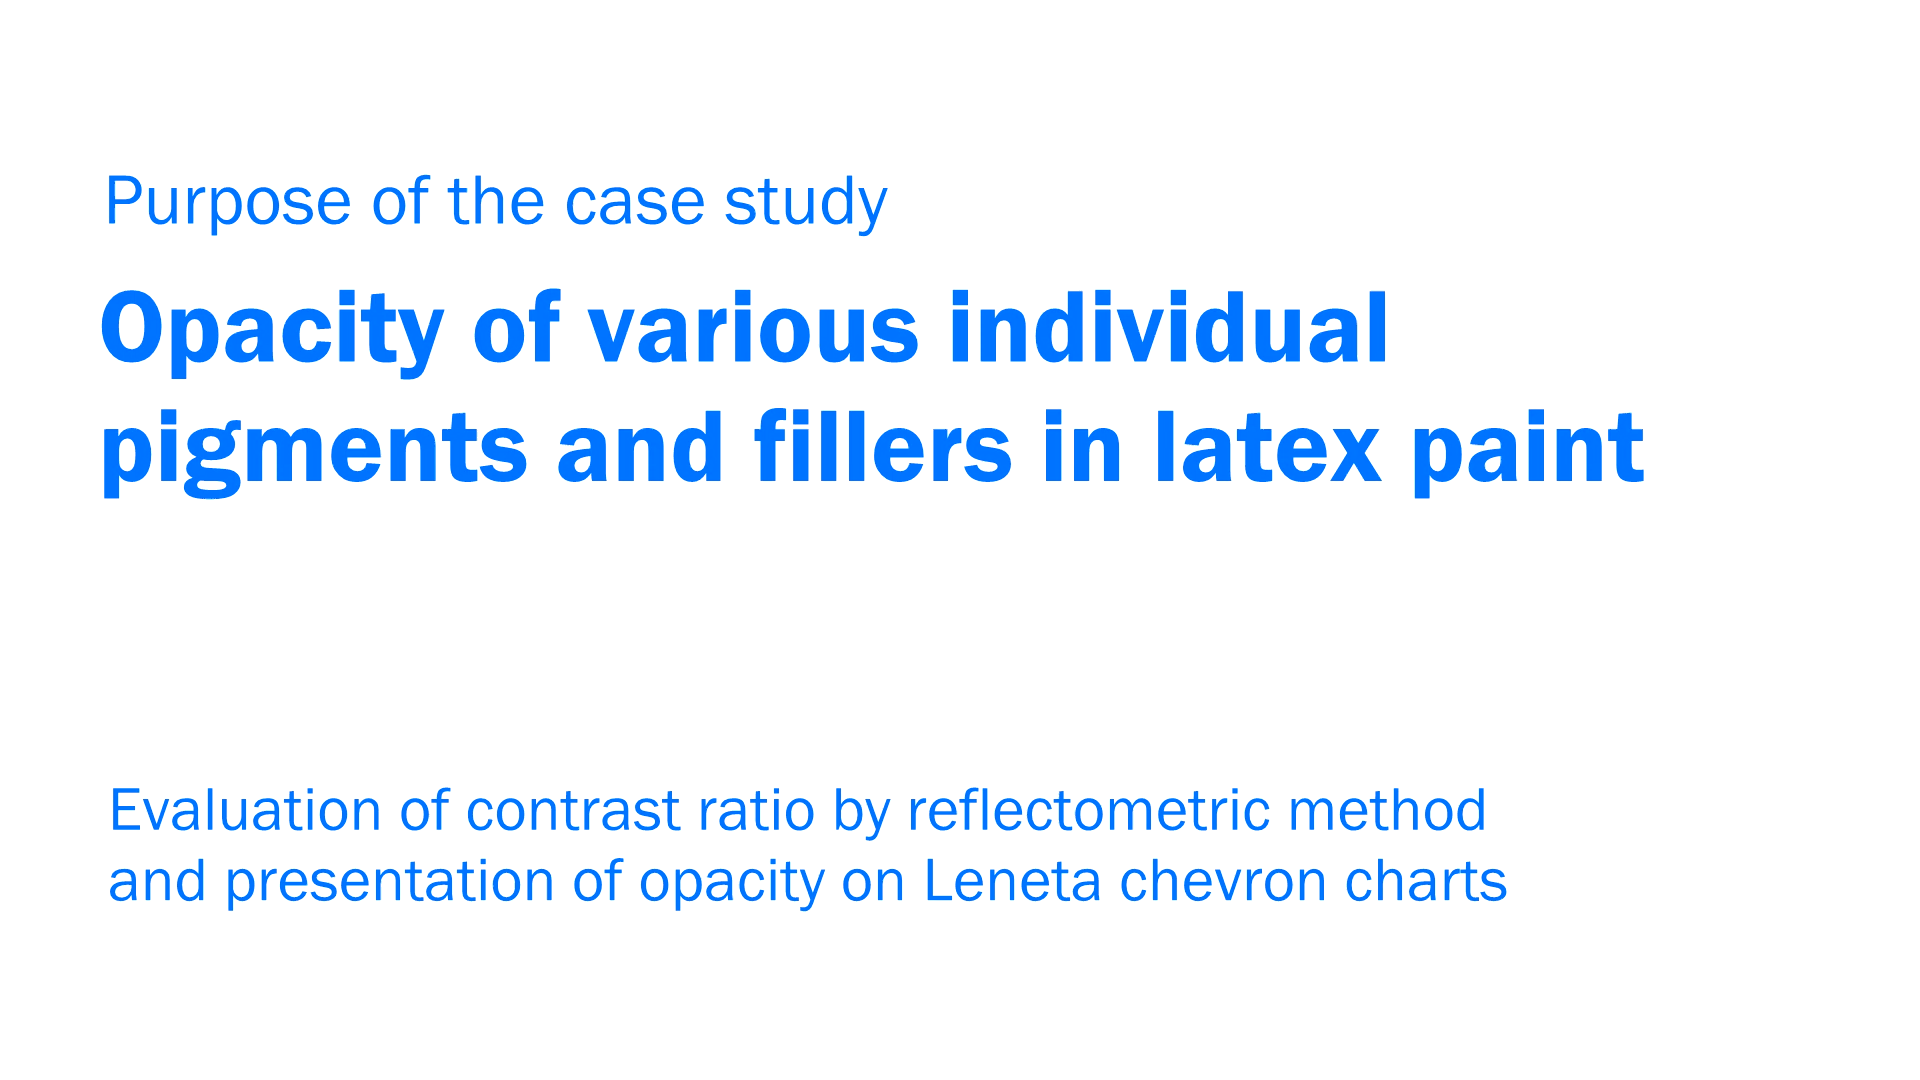 Purpose of the case study
Opacity of various individual
pigments and fillers in latex paint
Evaluation of contrast ratio by reflectometric method
and presentation of opacity on Leneta chevron charts